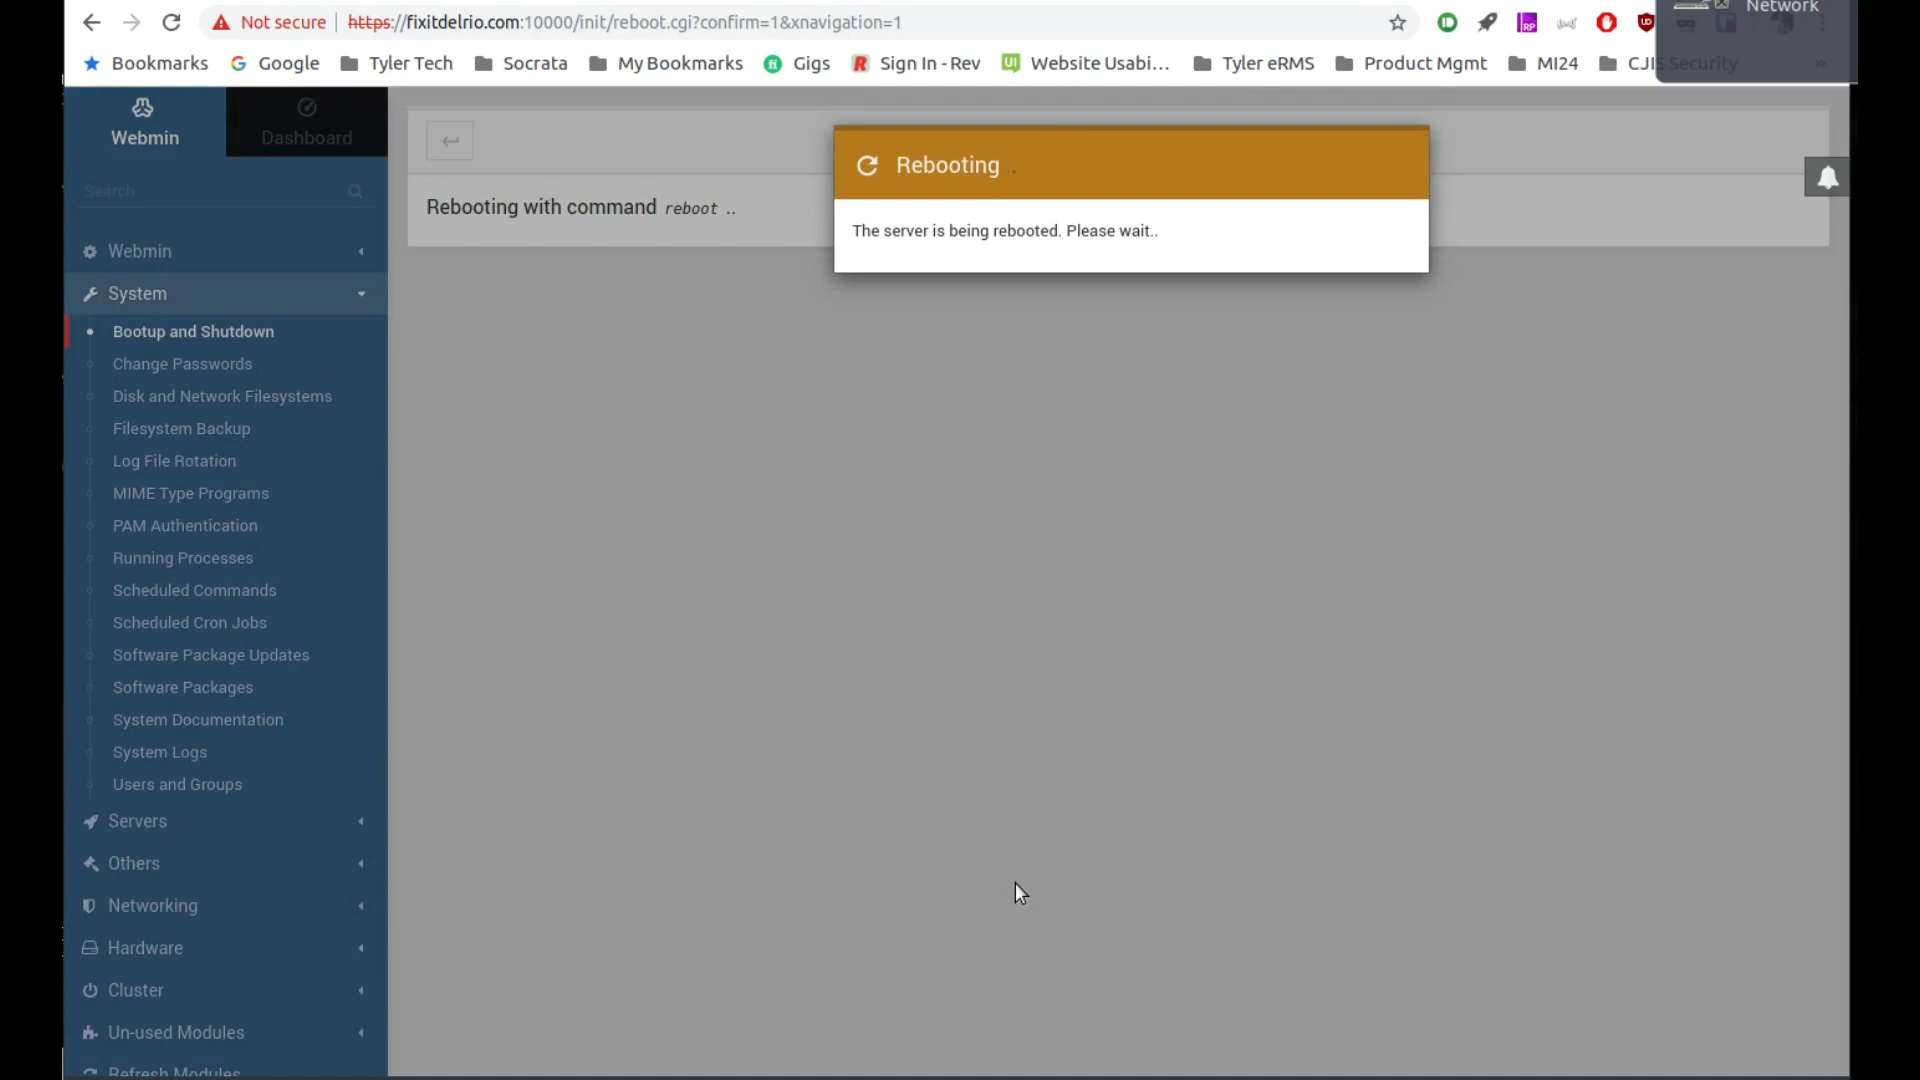 Network
Not secure | https://fixitdelrio.com:10000/init/reboot.cgi?confirm=1&xnavigation=1
Bookmarks Google Tyler Tech Socrata My Bookmarks Gigs Sign In - Rev Website Usabi... Tyler eRMS Product Mgmt MI24 CJIS Security »
Webmin
Dashboard
Search
Rebooting ..
Rebooting with command reboot ..
The server is being rebooted. Please wait..
Webmin
System
Bootup and Shutdown
Change Passwords
Disk and Network Filesystems
Filesystem Backup
Log File Rotation
MIME Type Programs
PAM Authentication
Running Processes
Scheduled Commands
Scheduled Cron Jobs
Software Package Updates
Software Packages
System Documentation
System Logs
Users and Groups
Servers
Others
Networking
Hardware
Cluster
Un-used Modules
Refresh Modules